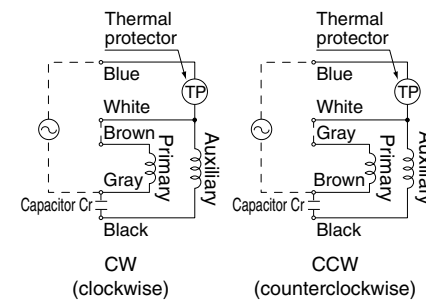 Thermal
protector
Blue
TP
White
Brown
Primary
Auxiliary
Gray
Capacitor Cr
Black
CW
(clockwise)
Thermal
protector
Blue
TP
White
Gray
Primary
Auxiliary
Brown
Capacitor Cr
Black
CCW
(counterclockwise)